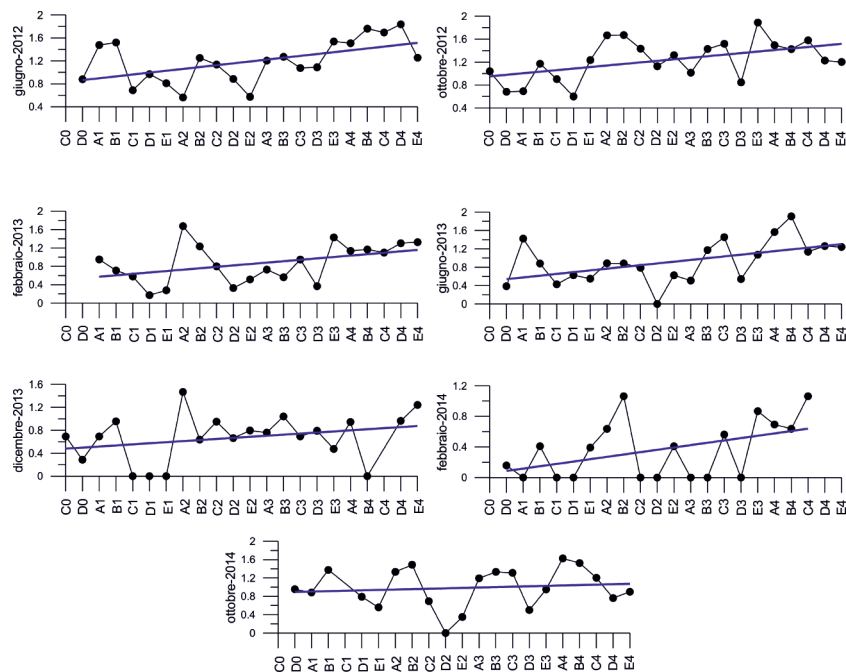 giugno-2012
2
1.6
1.2
0.8
0.4
C0 D0 A1 B1 C1 D1 E1 A2 B2 C2 D2 E2 A3 B3 C3 D3 E3 A4 B4 C4 D4 E4
ottobre-2012
2
1.6
1.2
0.8
0.4
C0 D0 A1 B1 C1 D1 E1 A2 B2 C2 D2 E2 A3 B3 C3 D3 E3 A4 B4 C4 D4 E4
febbraio-2013
2
1.6
1.2
0.8
0.4
0
C0 D0 A1 B1 C1 D1 E1 A2 B2 C2 D2 E2 A3 B3 C3 D3 E3 A4 B4 C4 D4 E4
giugno-2013
2
1.6
1.2
0.8
0.4
0
C0 D0 A1 B1 C1 D1 E1 A2 B2 C2 D2 E2 A3 B3 C3 D3 E3 A4 B4 C4 D4 E4
dicembre-2013
1.6
1.2
0.8
0.4
0
C0 D0 A1 B1 C1 D1 E1 A2 B2 C2 D2 E2 A3 B3 C3 D3 E3 A4 B4 C4 D4 E4
febbraio-2014
1.2
0.8
0.4
0
C0 D0 A1 B1 C1 D1 E1 A2 B2 C2 D2 E2 A3 B3 C3 D3 E3 A4 B4 C4 D4 E4
ottobre-2014
2
1.6
1.2
0.8
0.4
0
C0 D0 A1 B1 C1 D1 E1 A2 B2 C2 D2 E2 A3 B3 C3 D3 E3 A4 B4 C4 D4 E4